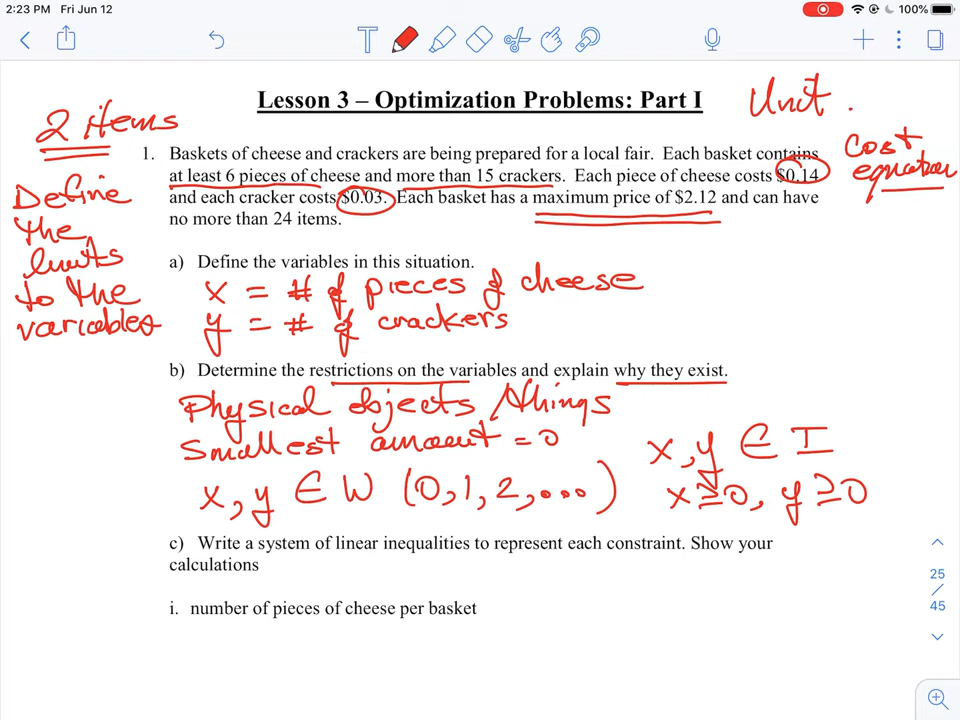 2:23 PM Fri Jun 12
100%
T
Lesson 3 – Optimization Problems: Part I
Unit .
2 items
Cost
equation
1. Baskets of cheese and crackers are being prepared for a local fair. Each basket contains
at least 6 pieces of cheese and more than 15 crackers. Each piece of cheese costs $0.14
and each cracker costs $0.03. Each basket has a maximum price of $2.12 and can have
no more than 24 items.
Define
the
limits
to the
variables
a) Define the variables in this situation.
x = # of pieces of cheese
y = # of crackers
b) Determine the restrictions on the variables and explain why they exist.
Physical objects/things
Smallest amount = 0
x, y ∈ W (0, 1, 2, ...)
x, y ∈ I
x ≥ 0, y ≥ 0
c) Write a system of linear inequalities to represent each constraint. Show your
calculations
i. number of pieces of cheese per basket
25
/
45